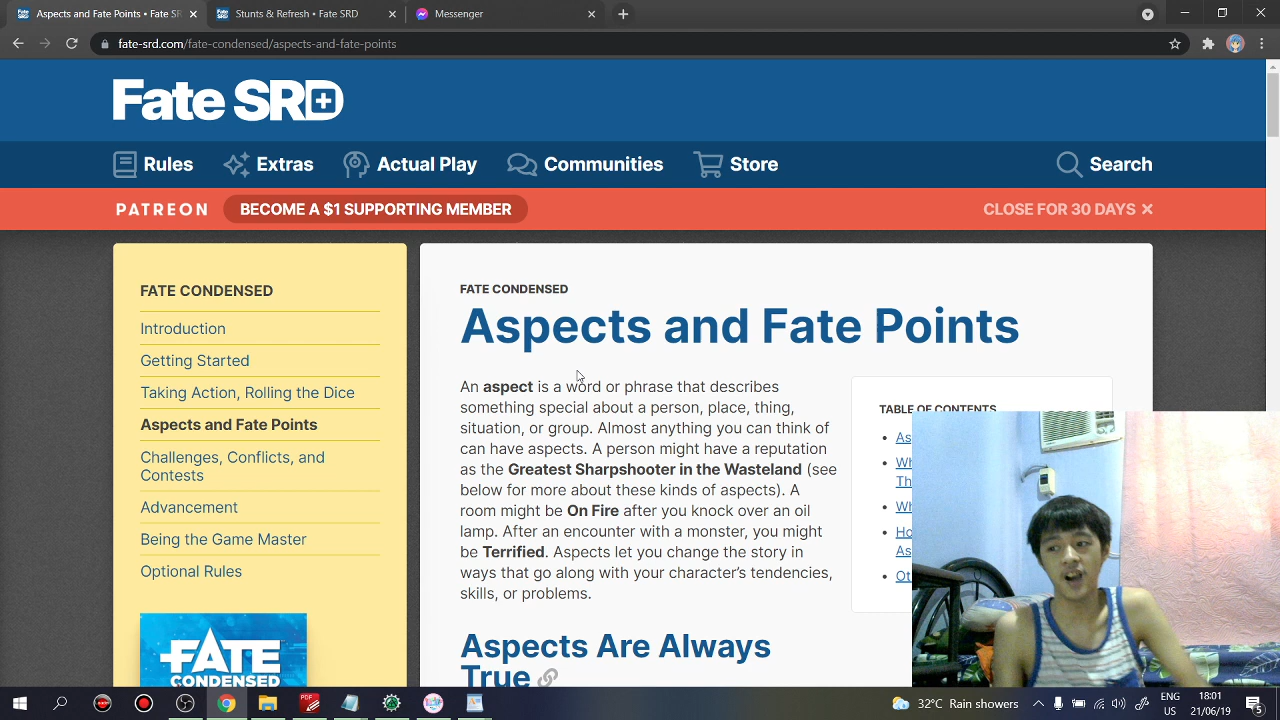 Aspects and Fate Points • Fate SR
Stunts & Refresh • Fate SRD
Messenger
fate-srd.com/fate-condensed/aspects-and-fate-points
Fate SRD
Rules
Extras
Actual Play
Communities
Store
Search
PATREON
BECOME A $1 SUPPORTING MEMBER
CLOSE FOR 30 DAYS ×
FATE CONDENSED
Introduction
Getting Started
Taking Action, Rolling the Dice
Aspects and Fate Points
Challenges, Conflicts, and
Contests
Advancement
Being the Game Master
Optional Rules
FATE
CONDENSED
FATE CONDENSED
Aspects and Fate Points
An aspect is a word or phrase that describes
something special about a person, place, thing,
situation, or group. Almost anything you can think of
can have aspects. A person might have a reputation
as the Greatest Sharpshooter in the Wasteland (see
below for more about these kinds of aspects). A
room might be On Fire after you knock over an oil
lamp. After an encounter with a monster, you might
be Terrified. Aspects let you change the story in
ways that go along with your character's tendencies,
skills, or problems.
Aspects Are Always
True
TABLE OF CONTENTS
As
Wh
Th
Wh
Ho
As
Ot
PDF
32°C Rain showers
ENG
US
18:01
21/06/19
5